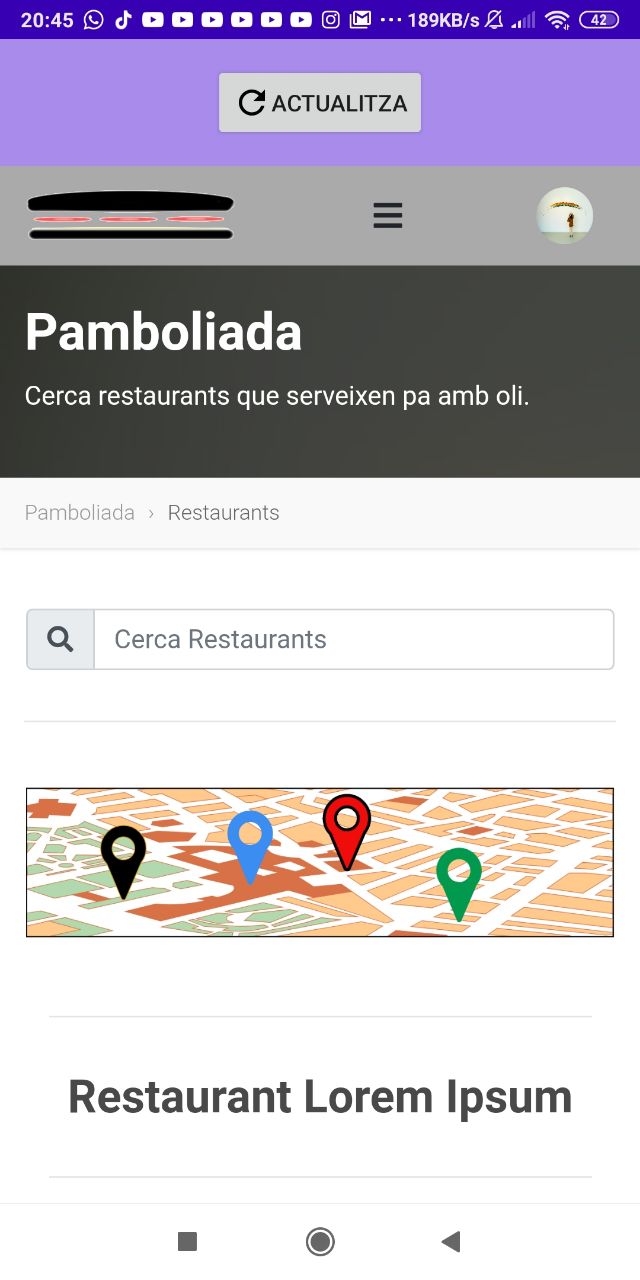 20:45 189KB/s 42
ACTUALITZA
Pamboliada
Cerca restaurants que serveixen pa amb oli.
Pamboliada › Restaurants
Cerca Restaurants
Restaurant Lorem Ipsum